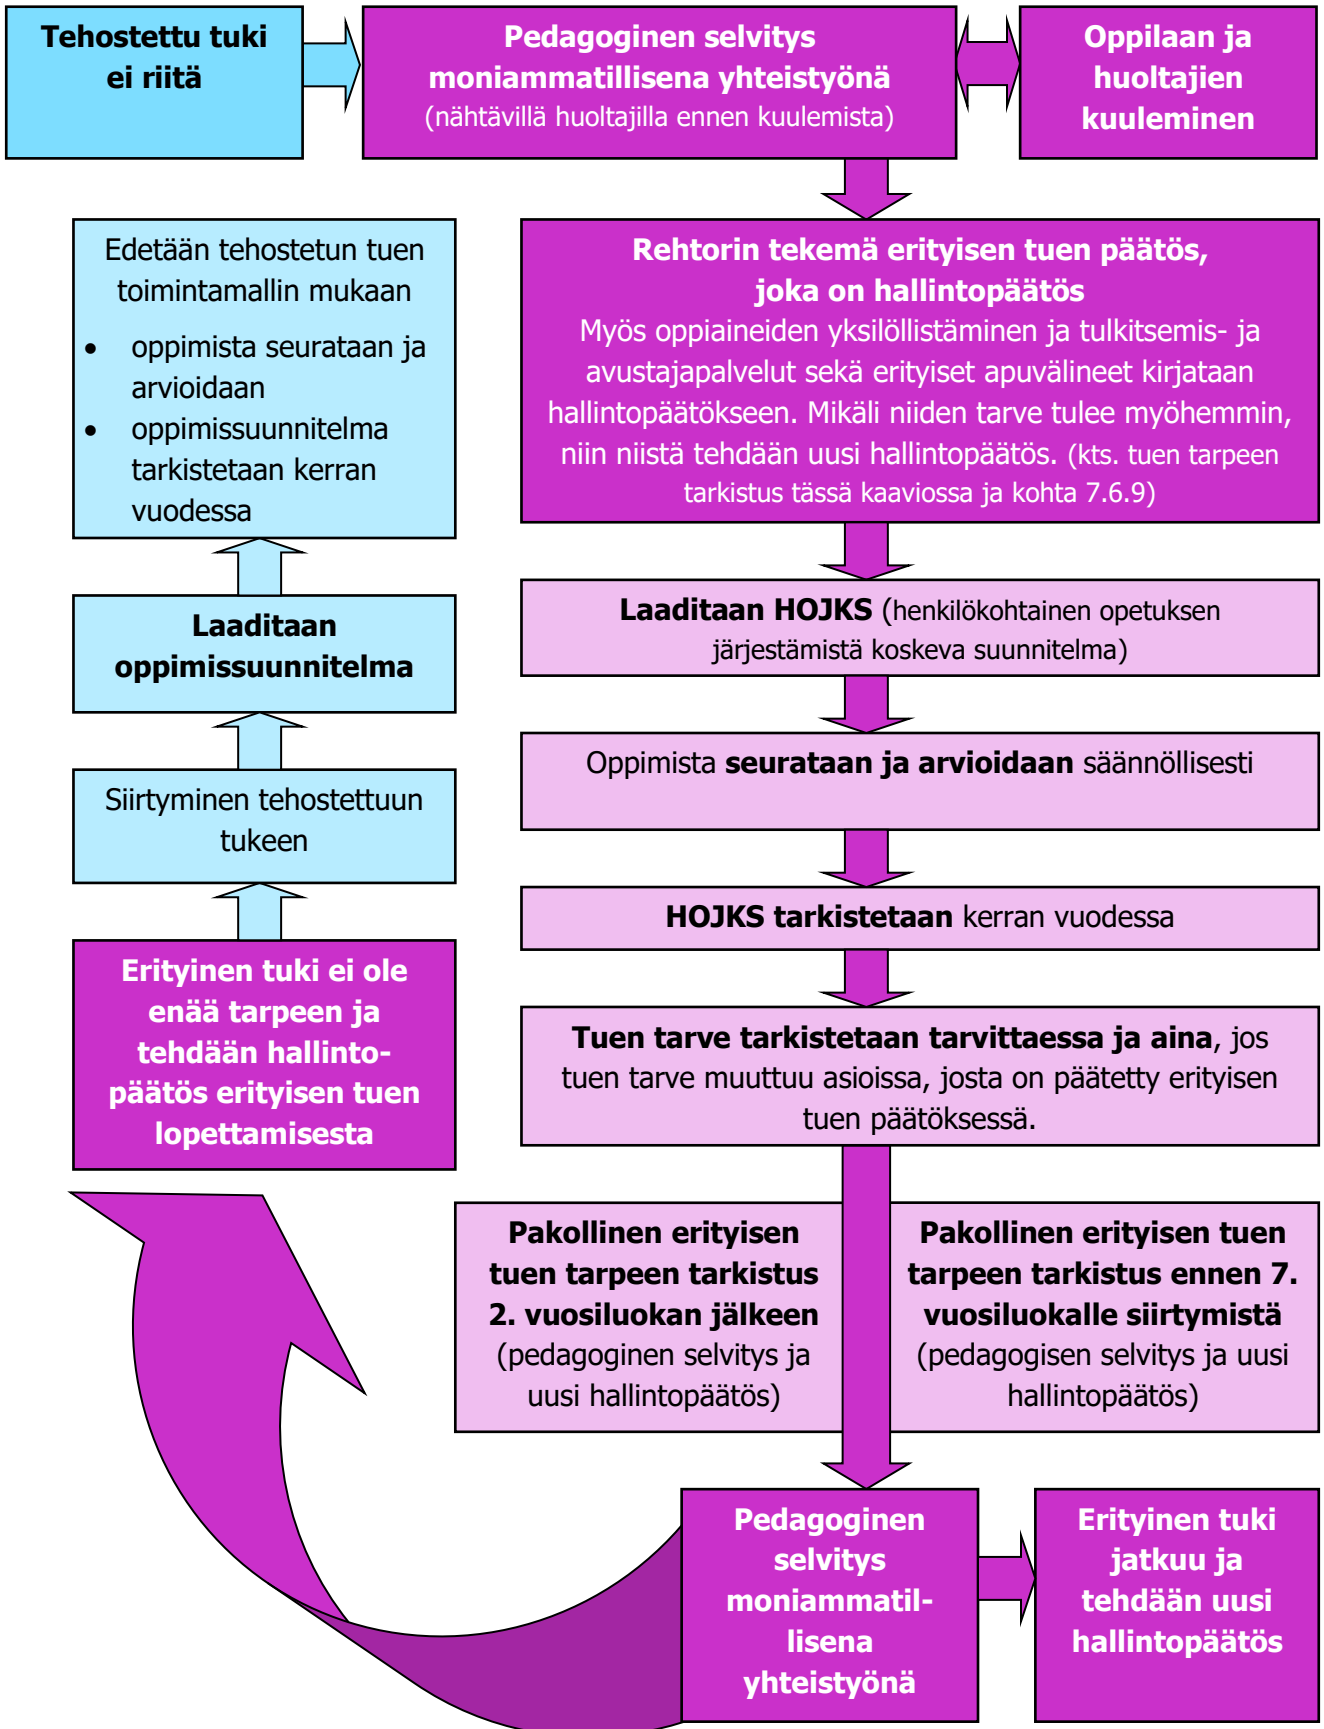 Tehostettu tuki
ei riitä
Pedagoginen selvitys
moniammatillisena yhteistyönä
(nähtävillä huoltajilla ennen kuulemista)
Oppilaan ja
huoltajien
kuuleminen
Rehtorin tekemä erityisen tuen päätös,
joka on hallintopäätös
Myös oppiaineiden yksilöllistäminen ja tulkitsemis- ja
avustajapalvelut sekä erityiset apuvälineet kirjataan
hallintopäätökseen. Mikäli niiden tarve tulee myöhemmin,
niin niistä tehdään uusi hallintopäätös. (kts. tuen tarpeen
tarkistus tässä kaaviossa ja kohta 7.6.9)
Laaditaan HOJKS (henkilökohtainen opetuksen
järjestämistä koskeva suunnitelma)
Oppimista seurataan ja arvioidaan säännöllisesti
HOJKS tarkistetaan kerran vuodessa
Tuen tarve tarkistetaan tarvittaessa ja aina, jos
tuen tarve muuttuu asioissa, josta on päätetty erityisen
tuen päätöksessä.
Pakollinen erityisen
tuen tarpeen tarkistus
2. vuosiluokan jälkeen
(pedagoginen selvitys ja
uusi hallintopäätös)
Pakollinen erityisen tuen
tarpeen tarkistus ennen 7.
vuosiluokalle siirtymistä
(pedagogisen selvitys ja uusi
hallintopäätös)
Pedagoginen
selvitys
moniammatil-
lisena
yhteistyönä
Erityinen tuki
jatkuu ja
tehdään uusi
hallintopäätös
Erityinen tuki ei ole
enää tarpeen ja
tehdään hallinto-
päätös erityisen tuen
lopettamisesta
Siirtyminen tehostettuun
tukeen
Laaditaan
oppimissuunnitelma
Edetään tehostetun tuen
toimintamallin mukaan
• oppimista seurataan ja
arvioidaan
• oppimissuunnitelma
tarkistetaan kerran
vuodessa